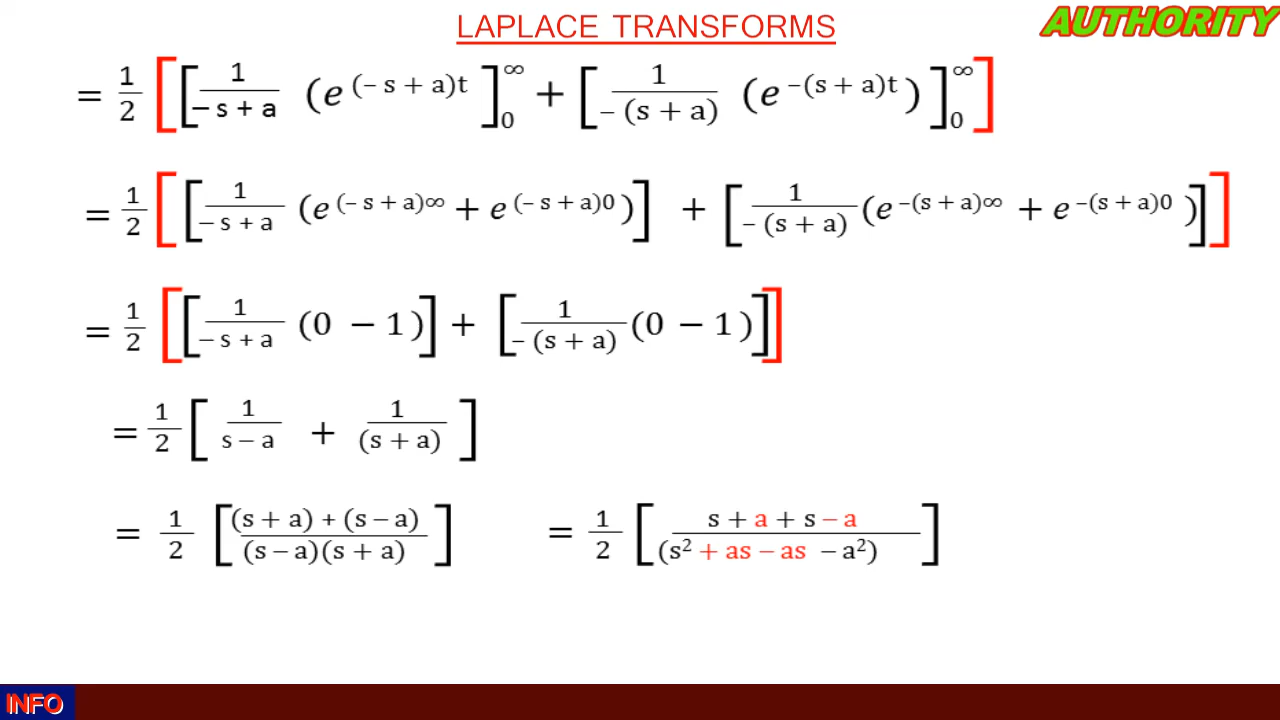 LAPLACE TRANSFORMS
AUTHORITY
= 1/2 [ [ 1/(– s + a) (e^(– s + a)t ]₀^∞ + [ 1/(– (s + a)) (e^–(s + a)t ) ]₀^∞ ]
= 1/2 [ [ 1/(– s + a) (e^(– s + a)∞ + e^(– s + a)0 ) ] + [ 1/(– (s + a)) (e^–(s + a)∞ + e^–(s + a)0 ) ] ]
= 1/2 [ [ 1/(– s + a) (0 – 1) ] + [ 1/(– (s + a)) (0 – 1) ] ]
= 1/2 [ 1/(s – a) + 1/(s + a) ]
= 1/2 [ ((s + a) + (s – a))/((s – a)(s + a)) ] = 1/2 [ (s + a + s – a)/(s² + as – as – a²) ]
INFO